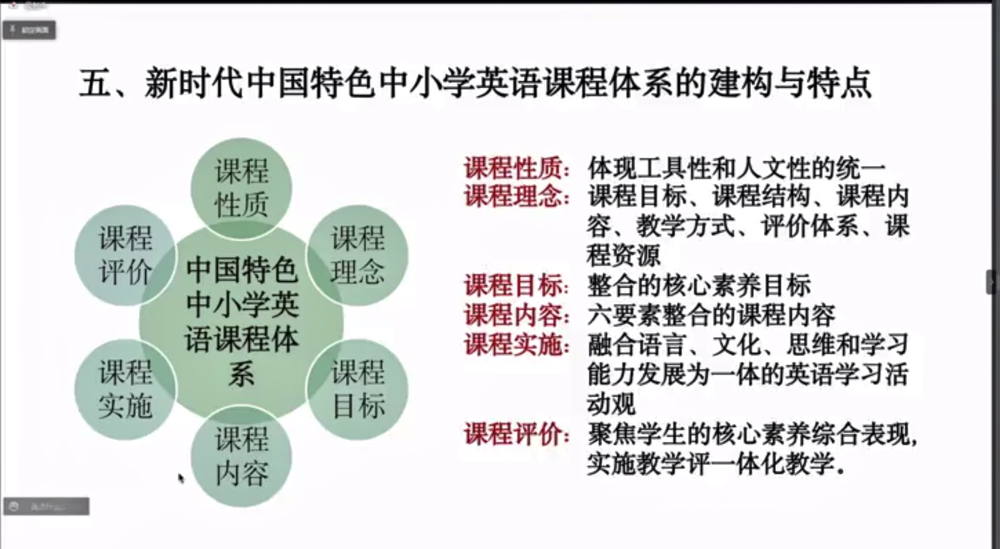 五、新时代中国特色中小学英语课程体系的建构与特点
课程
性质
课程
理念
课程
目标
课程
内容
课程
实施
课程
评价
中国特色
中小学英
语课程体
系
课程性质：体现工具性和人文性的统一
课程理念：课程目标、课程结构、课程内
容、教学方式、评价体系、课
程资源
课程目标：整合的核心素养目标
课程内容：六要素整合的课程内容
课程实施：融合语言、文化、思维和学习
能力发展为一体的英语学习活
动观
课程评价：聚焦学生的核心素养综合表现，
实施教学评一体化教学.